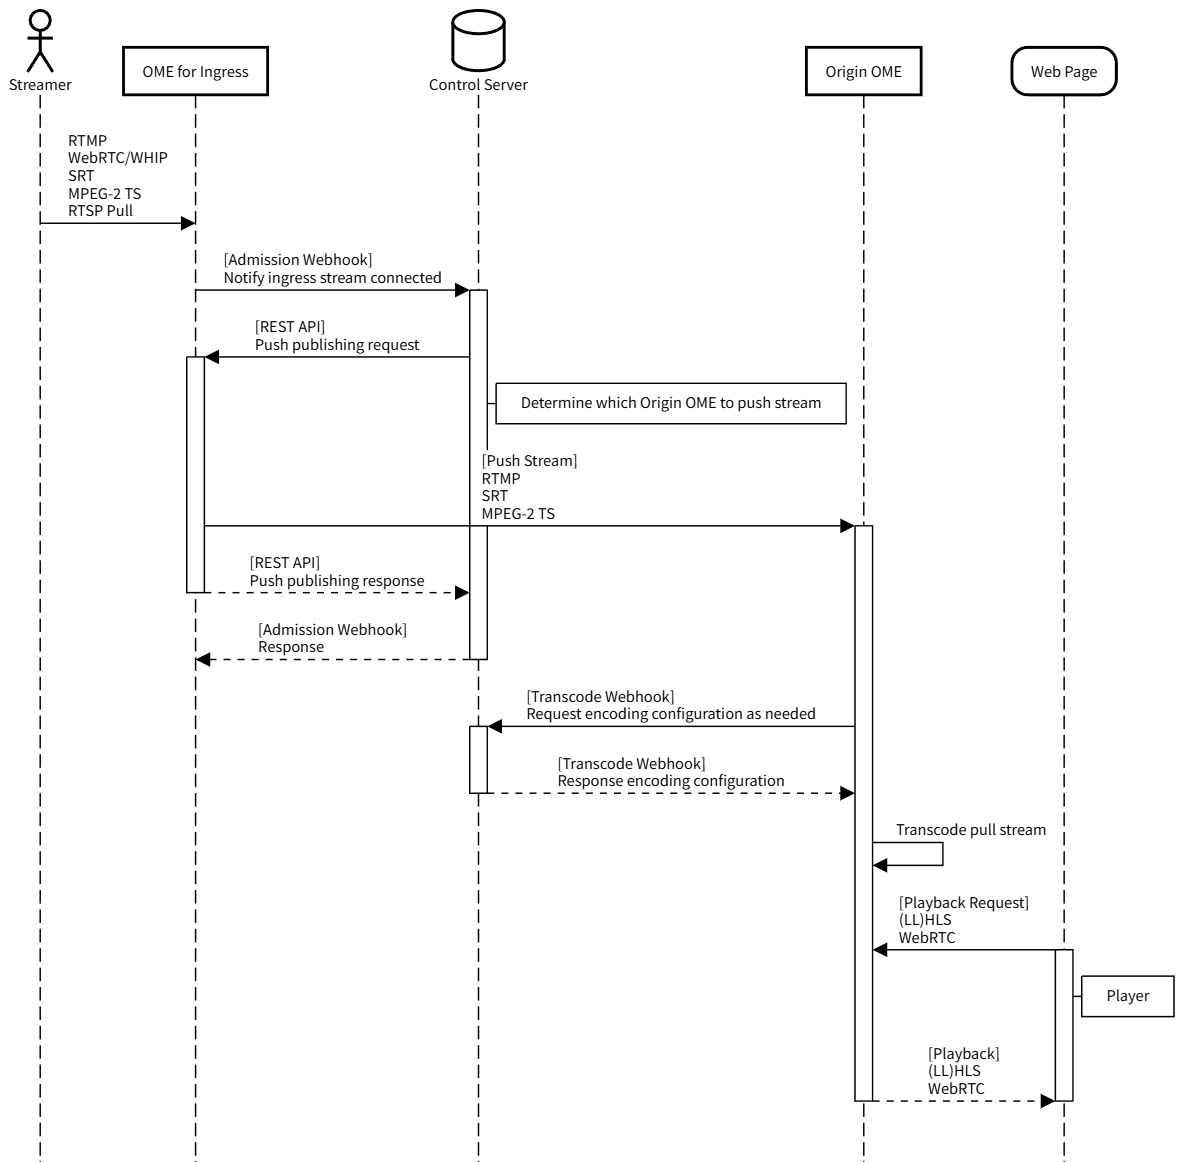 Streamer
OME for Ingress
Control Server
Origin OME
Web Page
RTMP
WebRTC/WHIP
SRT
MPEG-2 TS
RTSP Pull
[Admission Webhook]
Notify ingress stream connected
[REST API]
Push publishing request
Determine which Origin OME to push stream
[Push Stream]
RTMP
SRT
MPEG-2 TS
[REST API]
Push publishing response
[Admission Webhook]
Response
[Transcode Webhook]
Request encoding configuration as needed
[Transcode Webhook]
Response encoding configuration
Transcode pull stream
[Playback Request]
(LL)HLS
WebRTC
Player
[Playback]
(LL)HLS
WebRTC